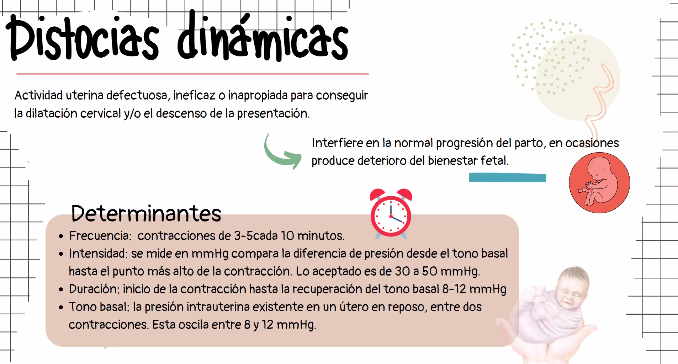 Distocias dinámicas
Actividad uterina defectuosa, ineficaz o inapropiada para conseguir
la dilatación cervical y/o el descenso de la presentación.
Interfiere en la normal progresión del parto, en ocasiones
produce deterioro del bienestar fetal.
Determinantes
• Frecuencia: contracciones de 3-5cada 10 minutos.
• Intensidad: se mide en mmHg compara la diferencia de presión desde el tono basal
hasta el punto más alto de la contracción. Lo aceptado es de 30 a 50 mmHg.
• Duración; inicio de la contracción hasta la recuperación del tono basal 8-12 mmHg
• Tono basal; la presión intrauterina existente en un útero en reposo, entre dos
contracciones. Esta oscila entre 8 y 12 mmHg.